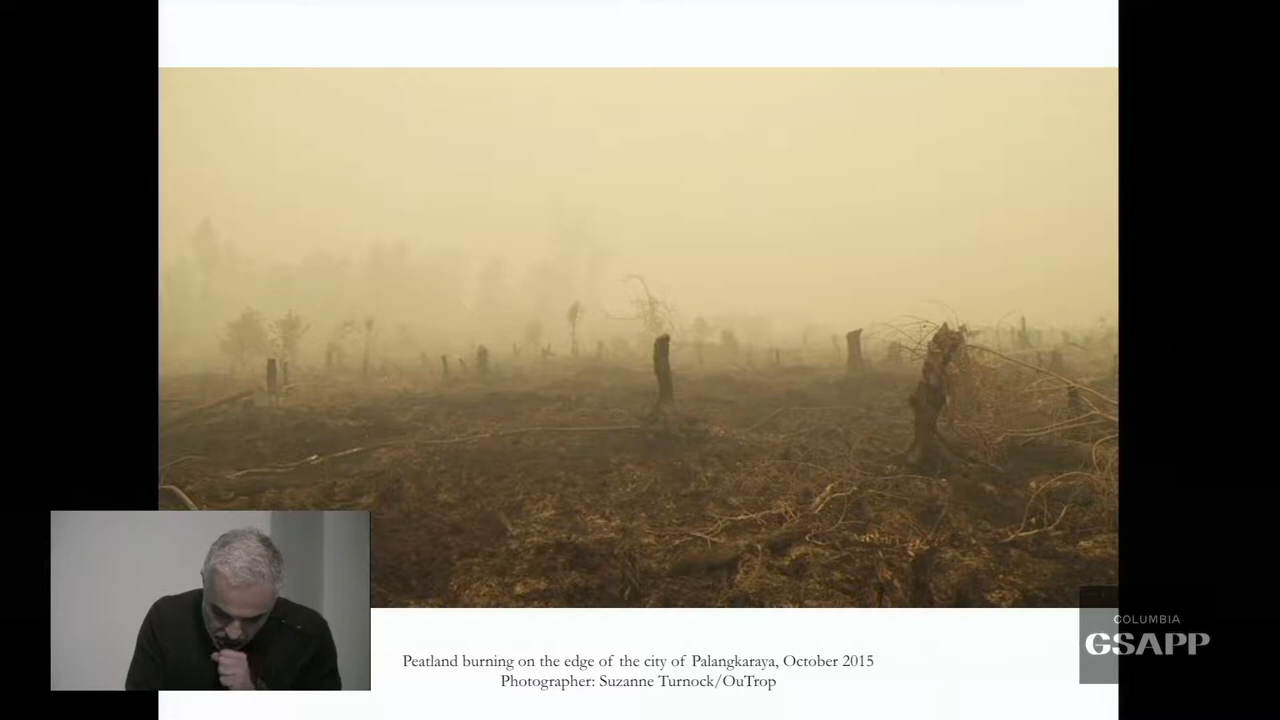 Peatland burning on the edge of the city of Palangkaraya, October 2015
Photographer: Suzanne Turnock/OuTrop
COLUMBIA
GSAPP